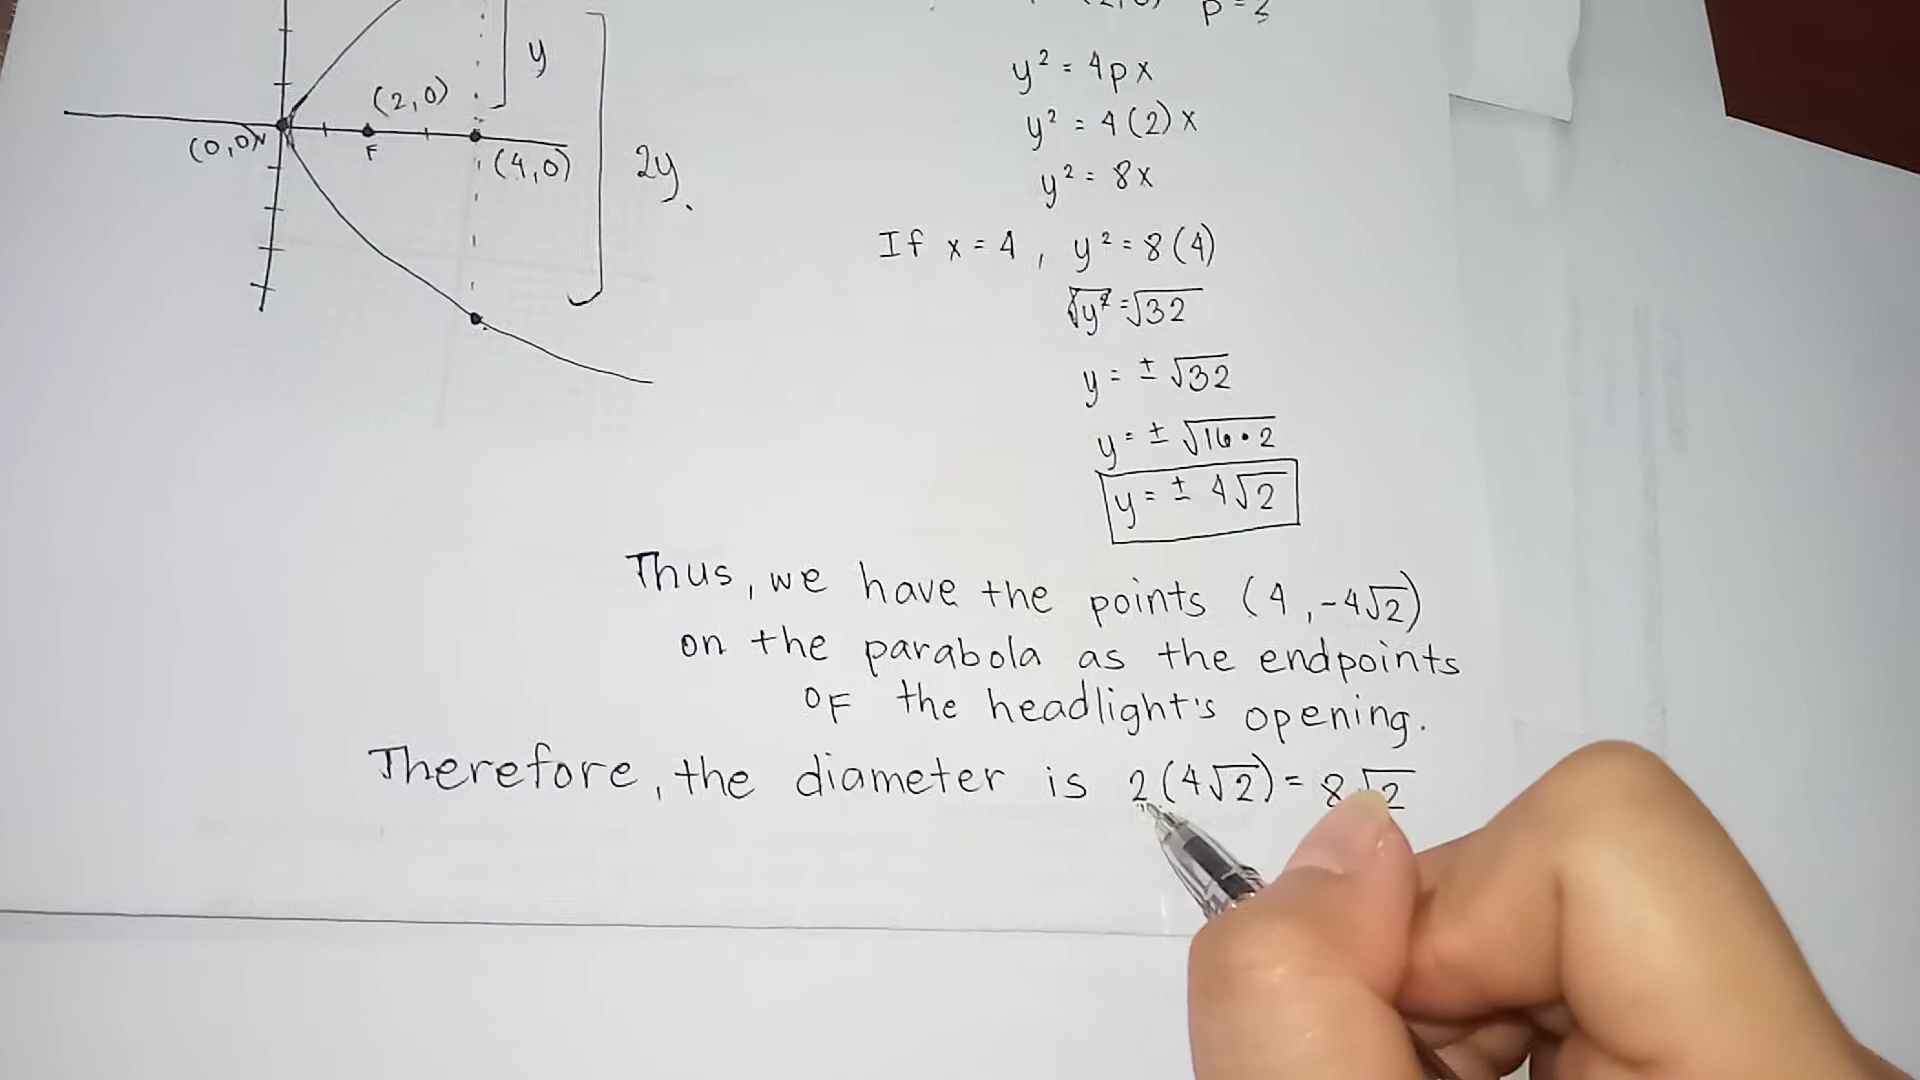 y
(2,0)
(0,0)V
F
(4,0)
2y.
y² = 4px
y² = 4(2)x
y² = 8x
If x = 4, y² = 8(4)
√y² = √32
y = ± √32
y = ± √16•2
y = ± 4√2
Thus, we have the points (4,-4√2)
on the parabola as the endpoints
OF the headlight's opening.
Therefore, the diameter is 2(4√2) = 8√2